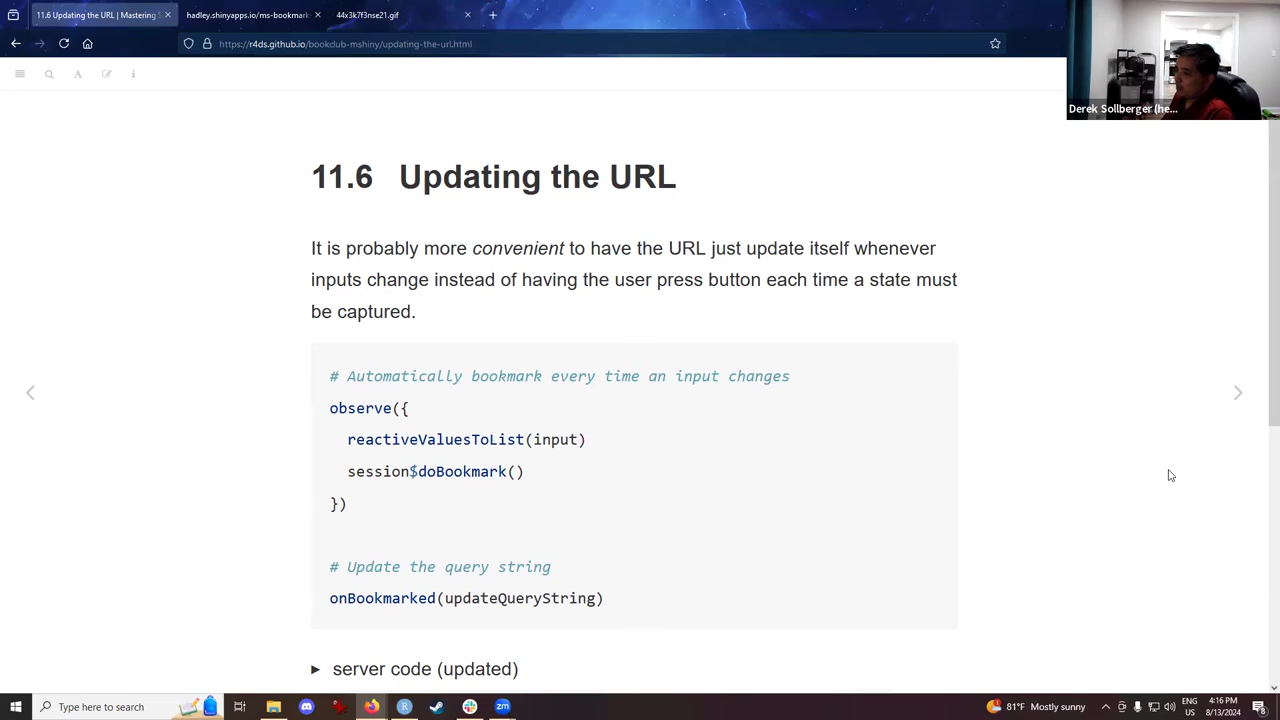 11.6 Updating the URL | Mastering S
hadley.shinyapps.io/ms-bookmark
44x3k7f3nse21.gif
https://r4ds.github.io/bookclub-mshiny/updating-the-url.html
Derek Sollberger (he...
11.6 Updating the URL
It is probably more convenient to have the URL just update itself whenever
inputs change instead of having the user press button each time a state must
be captured.
# Automatically bookmark every time an input changes
observe({
reactiveValuesToList(input)
session$doBookmark()
})
# Update the query string
onBookmarked(updateQueryString)
server code (updated)
Type here to search
81°F Mostly sunny
ENG
US
4:16 PM
8/13/2024
8